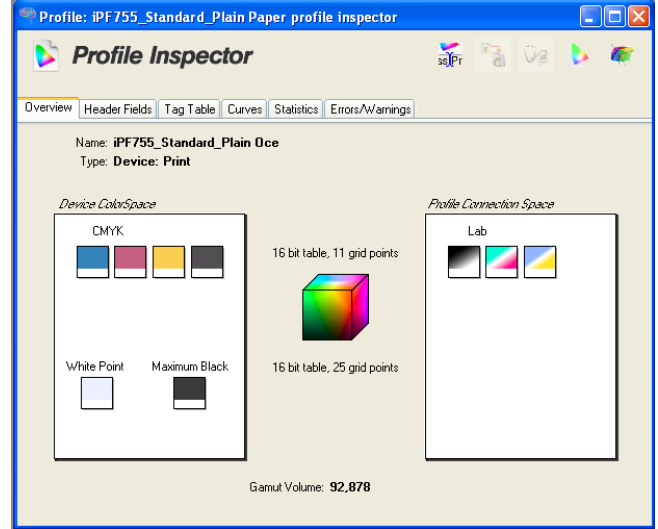 Profile: iPF755_Standard_Plain Paper profile inspector
Profile Inspector
Overview Header Fields Tag Table Curves Statistics Errors/Warnings
Name: iPF755_Standard_Plain Oce
Type: Device: Print
Device ColorSpace
Profile Connection Space
CMYK
Lab
16 bit table, 11 grid points
White Point Maximum Black
16 bit table, 25 grid points
Gamut Volume: 92,878